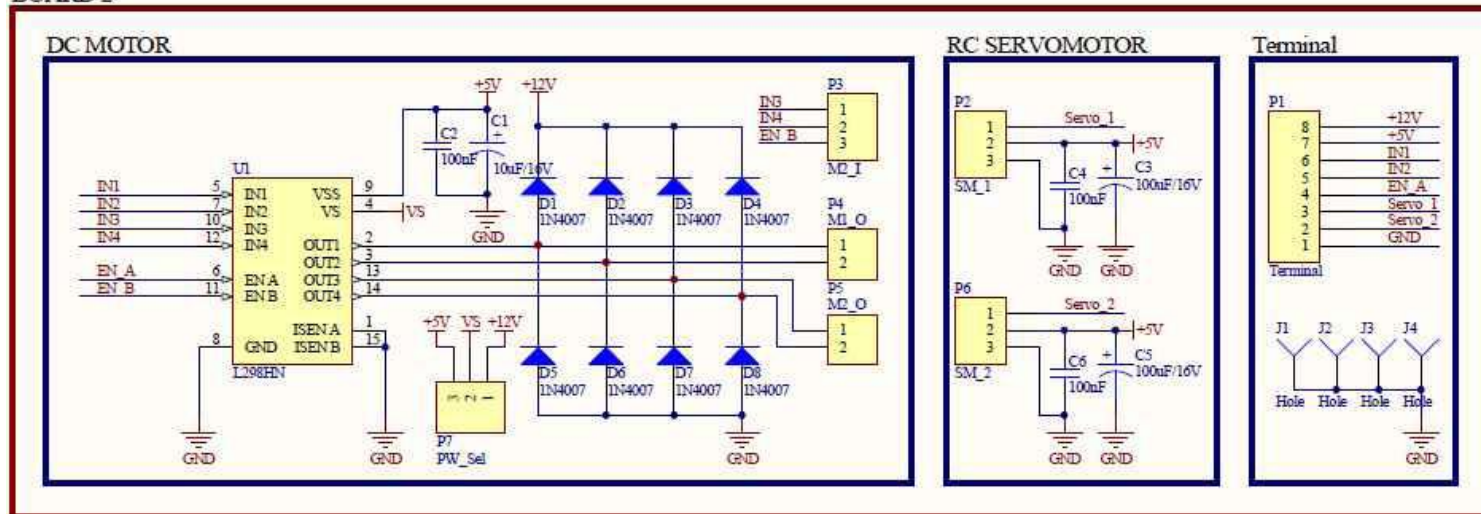 DC MOTOR
+5V
+12V
P3
IN3
1
IN4
2
EN_B
3
M2_I
C2
100nF
C1
+
10uF/16V
GND
U1
IN1
5
IN1
VSS
9
IN2
7
IN2
VS
4
VS
IN3
10
IN3
IN4
12
IN4
OUT1
2
OUT2
3
OUT3
13
OUT4
14
EN_A
6
EN A
EN_B
11
EN B
ISEN A
1
ISEN B
15
8
GND
L298HN
GND
GND
D1
1N4007
D2
1N4007
D3
1N4007
D4
1N4007
P4
M1_O
1
2
P5
M2_O
1
2
+5V
VS
+12V
3
2
1
P7
PW_Sel
D5
1N4007
D6
1N4007
D7
1N4007
D8
1N4007
GND
RC SERVOMOTOR
P2
1
Servo_1
2
+5V
3
SM_1
C4
100nF
+
C3
100uF/16V
GND
GND
P6
1
Servo_2
2
+5V
3
SM_2
C6
100nF
+
C5
100uF/16V
GND
GND
Terminal
P1
8
+12V
7
+5V
6
IN1
5
IN2
4
EN_A
3
Servo_1
2
Servo_2
1
GND
Terminal
J1
J2
J3
J4
Hole
Hole
Hole
Hole
GND